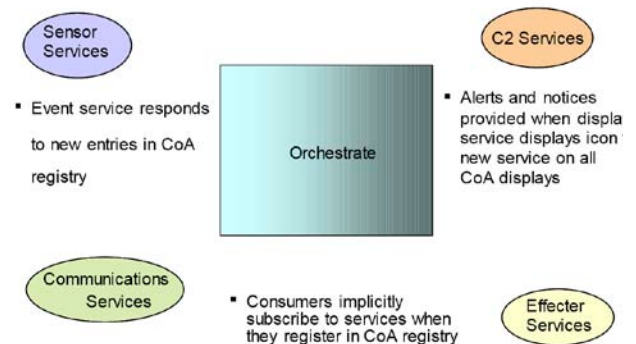 Sensor
Services
▪ Event service responds
to new entries in CoA
registry
Orchestrate
C2 Services
▪ Alerts and notices
provided when
service displays icon
new service on all
CoA displays
Communications
Services
▪ Consumers implicitly
subscribe to services when
they register in CoA registry
Effecter
Services